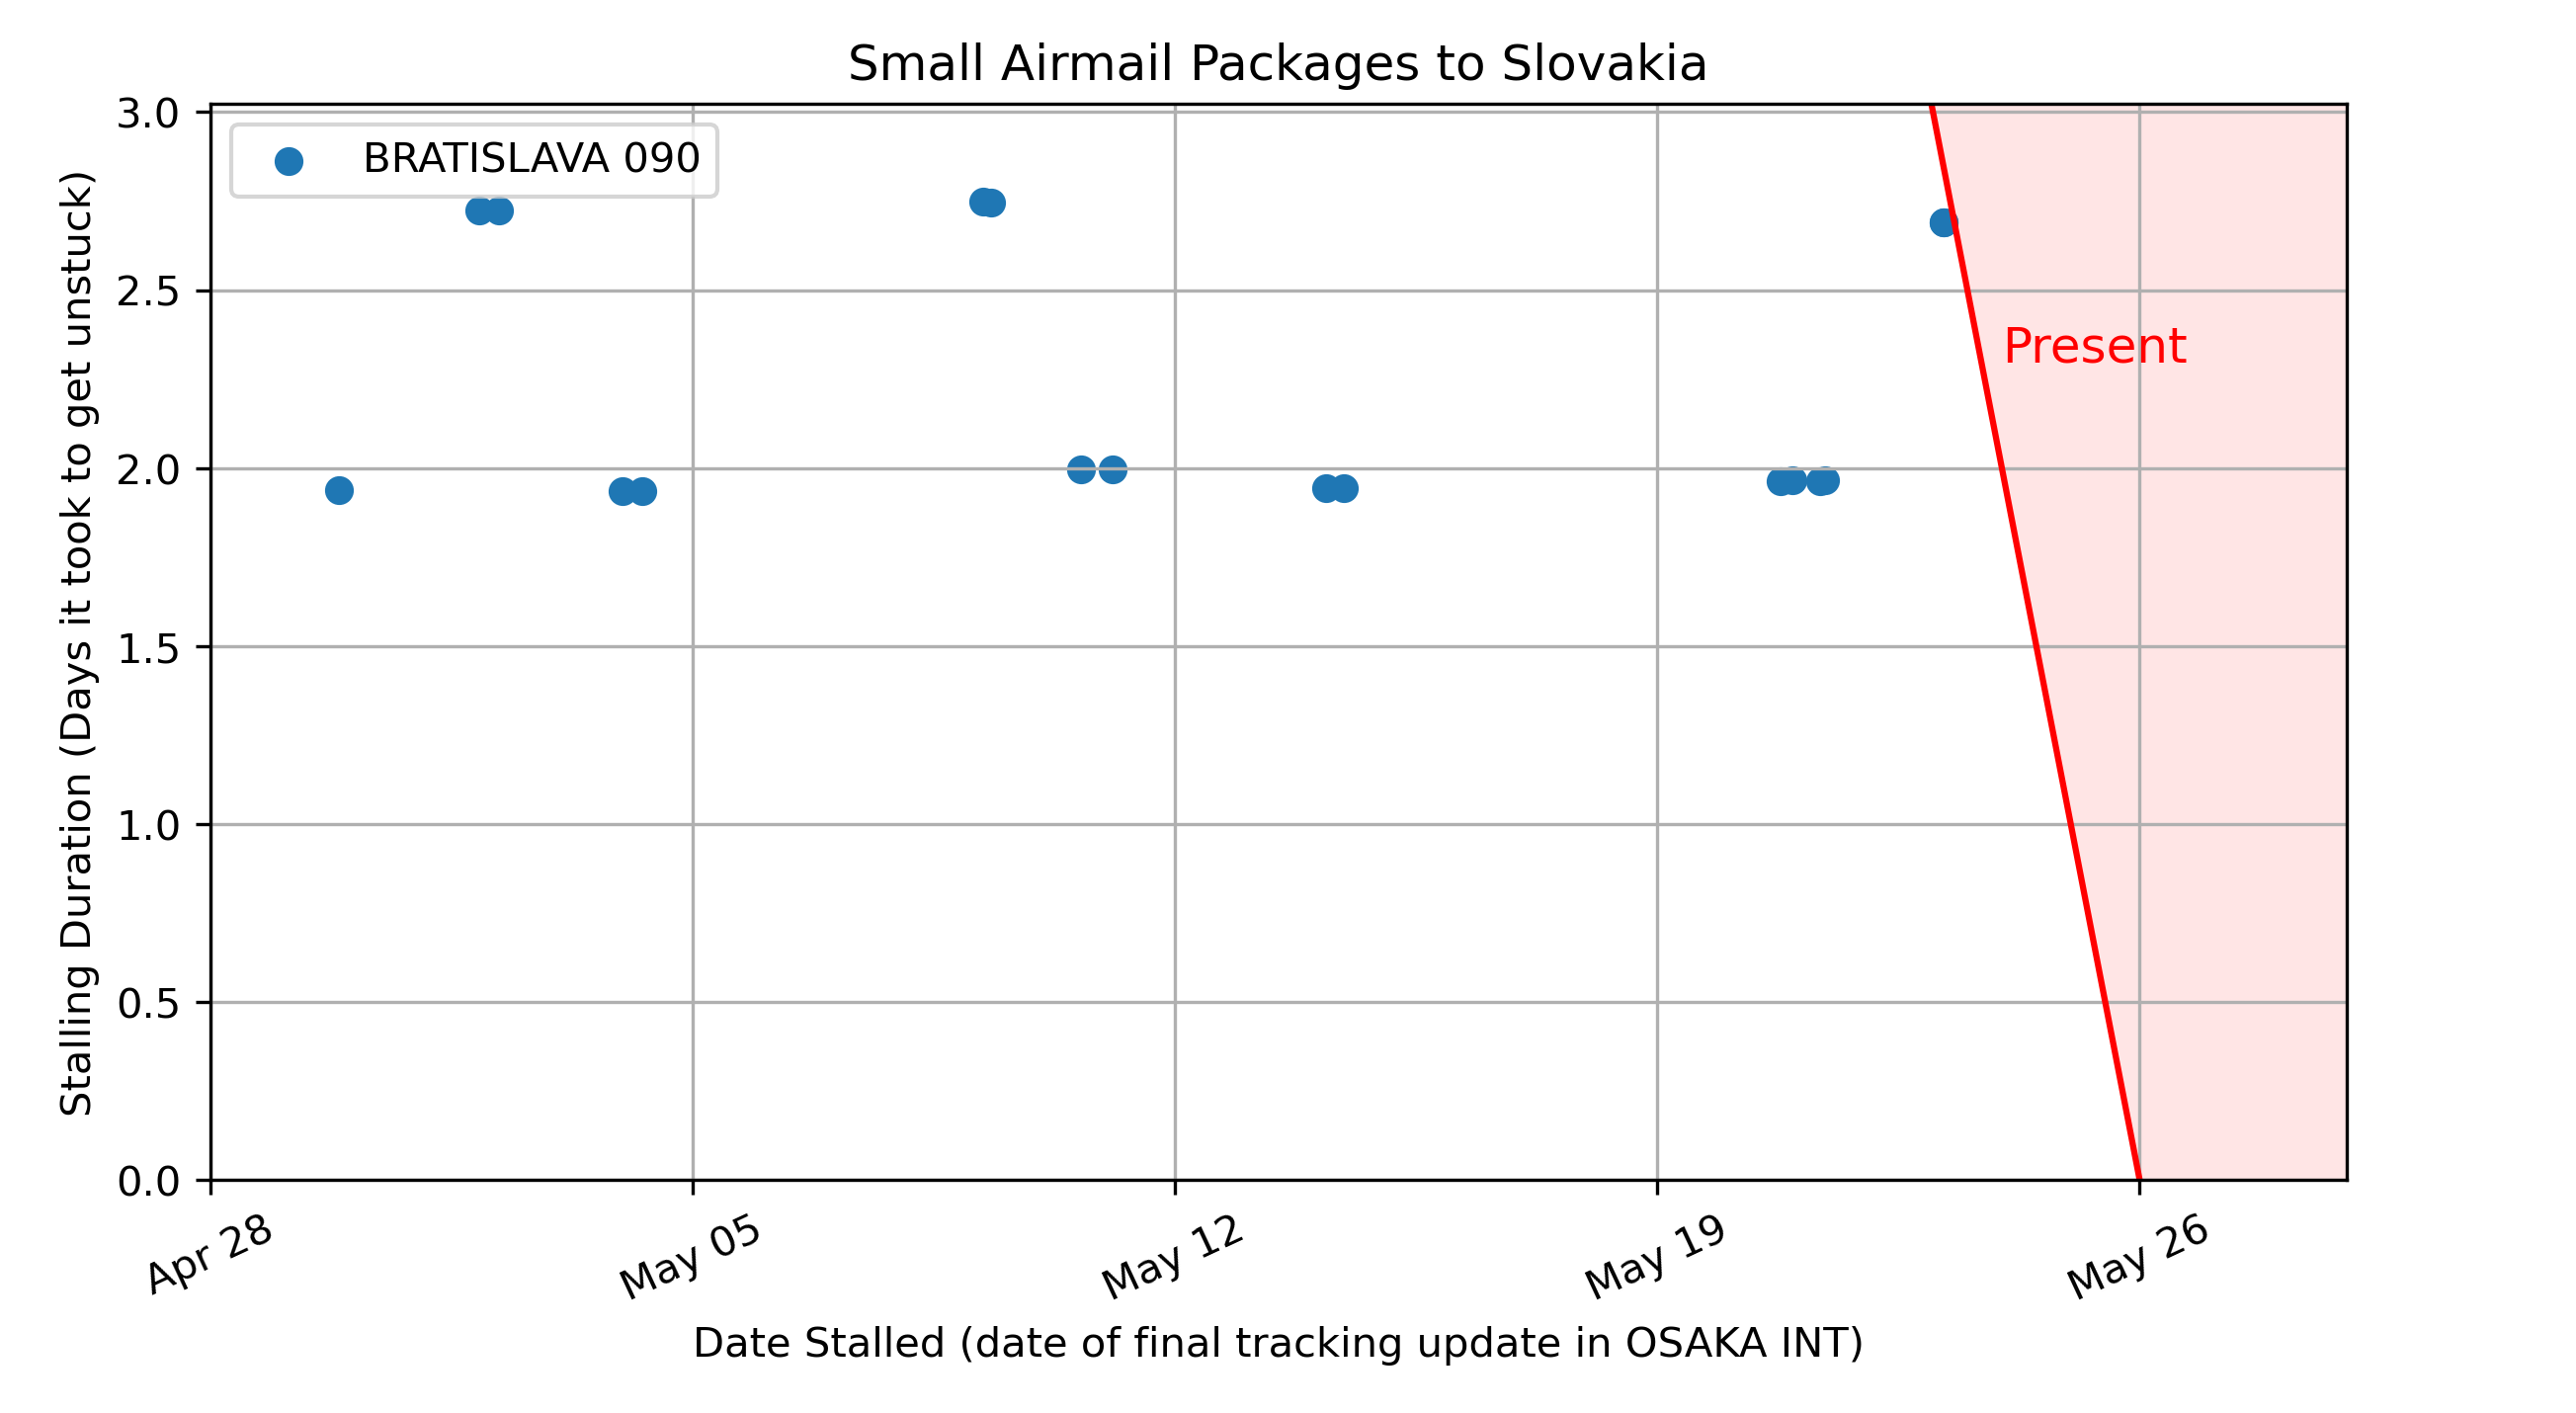 Small Airmail Packages to Slovakia
BRATISLAVA 090
Present
Stalling Duration (Days it took to get unstuck)
3.0
2.5
2.0
1.5
1.0
0.5
0.0
Apr 28
May 05
May 12
May 19
May 26
Date Stalled (date of final tracking update in OSAKA INT)